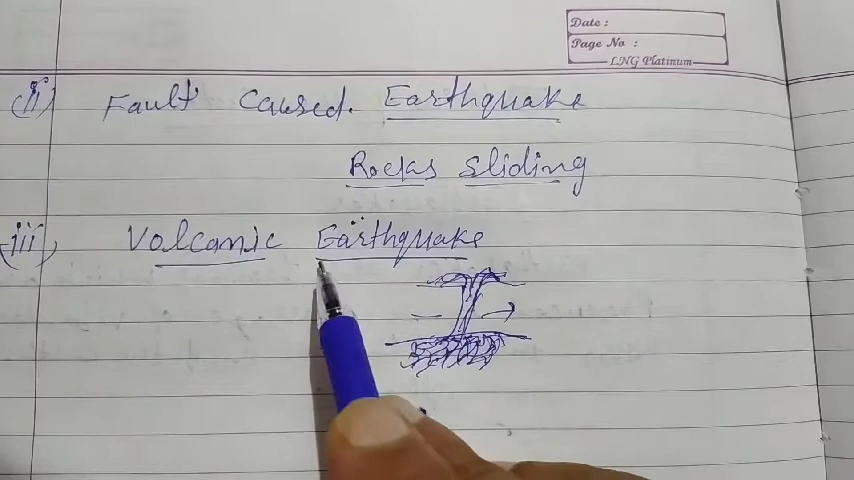 Date :
Page No :
LNG Platinum
(ii) Fault Caused. Earthquake
Rocks sliding
(iii) Volcanic Earthquake